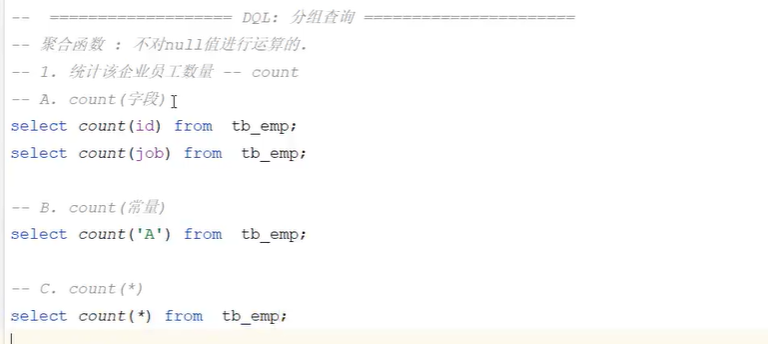 -- =================== DQL: 分组查询 ======================
-- 聚合函数 : 不对null值进行运算的.
-- 1. 统计该企业员工数量 -- count
-- A. count(字段)
select count(id) from  tb_emp;
select count(job) from  tb_emp;
-- B. count(常量)
select count('A') from  tb_emp;
-- C. count(*)
select count(*) from  tb_emp;